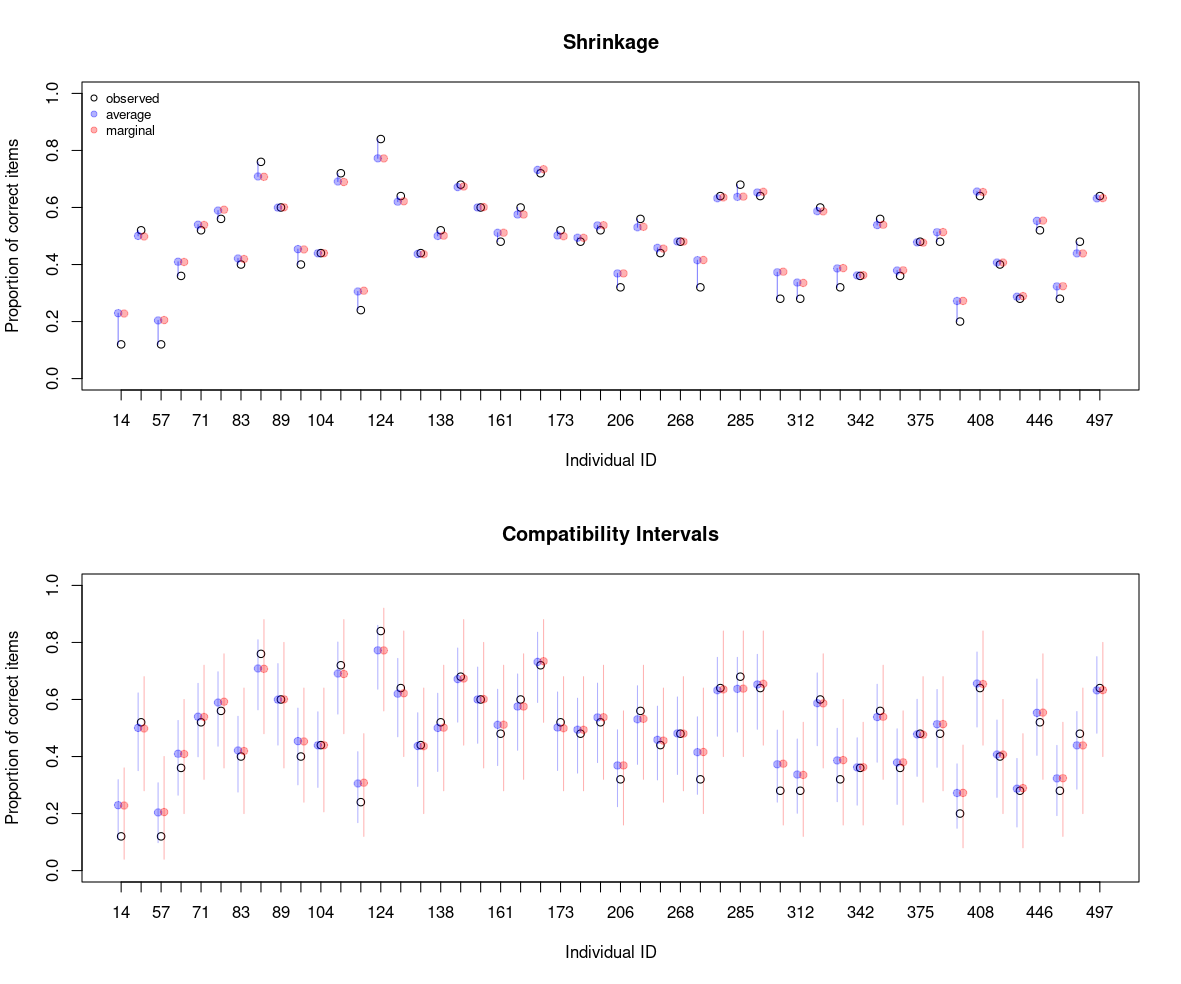 Shrinkage
observed
average
marginal
Proportion of correct items
1.0
0.8
0.6
0.4
0.2
0.0
14 57 71 83 89 104 124 138 161 173 206 268 285 312 342 375 408 446 497
Individual ID
Compatibility Intervals
Proportion of correct items
1.0
0.8
0.6
0.4
0.2
0.0
14 57 71 83 89 104 124 138 161 173 206 268 285 312 342 375 408 446 497
Individual ID